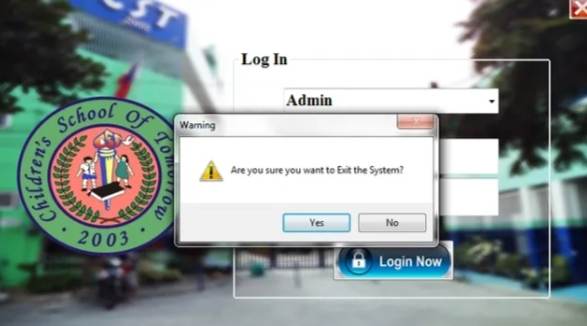 CST
Log In
Admin
Children's School Of Tomorrow
2003
Warning
Are you sure you want to Exit the System?
Yes
No
Login Now